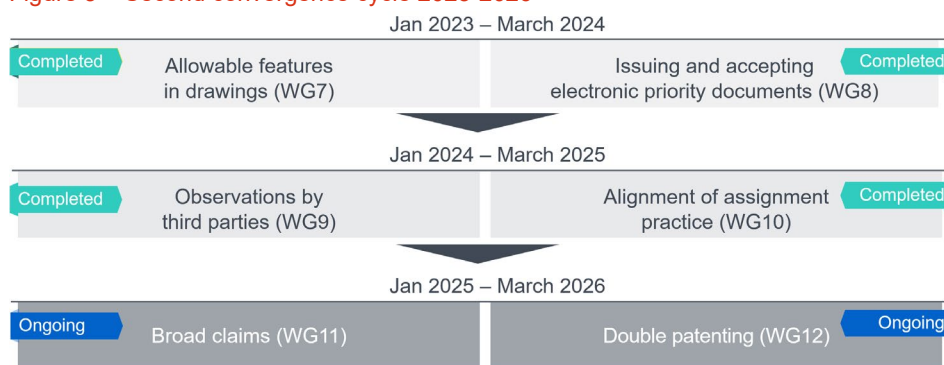 Jan 2023 – March 2024
Completed
Allowable features
in drawings (WG7)
Issuing and accepting
electronic priority documents (WG8)
Completed
Jan 2024 – March 2025
Completed
Observations by
third parties (WG9)
Alignment of assignment
practice (WG10)
Completed
Jan 2025 – March 2026
Ongoing
Broad claims (WG11)
Double patenting (WG12)
Ongoing